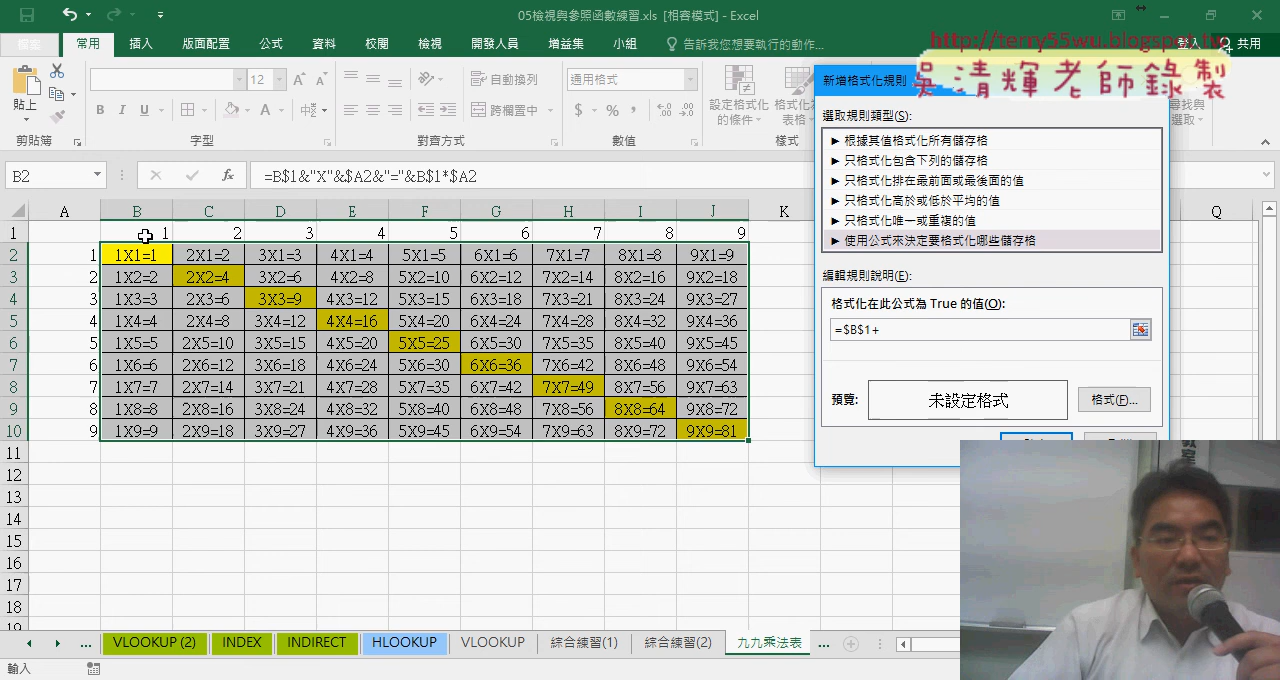 05檢視與參照函數練習.xls [相容模式] - Excel
http://terry55wu.blogspot.tw
吳清輝老師錄製
檔案 常用 插入 版面配置 公式 資料 校閱 檢視 開發人員 增益集 小組 告訴我您想要執行的動作... 登入 共用
貼上 12 A A 自動換列 通用格式 設定格式化的條件 格式化為表格
B I U A 跨欄置中 $ % 尋找與選取
剪貼簿 字型 對齊方式 數值 樣式
B2 fx =B$1&"X"&$A2&"="&B$1*$A2
A B C D E F G H I J K Q
1 1 2 3 4 5 6 7 8 9
2 1 1X1=1 2X1=2 3X1=3 4X1=4 5X1=5 6X1=6 7X1=7 8X1=8 9X1=9
3 2 1X2=2 2X2=4 3X2=6 4X2=8 5X2=10 6X2=12 7X2=14 8X2=16 9X2=18
4 3 1X3=3 2X3=6 3X3=9 4X3=12 5X3=15 6X3=18 7X3=21 8X3=24 9X3=27
5 4 1X4=4 2X4=8 3X4=12 4X4=16 5X4=20 6X4=24 7X4=28 8X4=32 9X4=36
6 5 1X5=5 2X5=10 3X5=15 4X5=20 5X5=25 6X5=30 7X5=35 8X5=40 9X5=45
7 6 1X6=6 2X6=12 3X6=18 4X6=24 5X6=30 6X6=36 7X6=42 8X6=48 9X6=54
8 7 1X7=7 2X7=14 3X7=21 4X7=28 5X7=35 6X7=42 7X7=49 8X7=56 9X7=63
9 8 1X8=8 2X8=16 3X8=24 4X8=32 5X8=40 6X8=48 7X8=56 8X8=64 9X8=72
10 9 1X9=9 2X9=18 3X9=27 4X9=36 5X9=45 6X9=54 7X9=63 8X9=72 9X9=81
11
12
13
14
15
16
17
18
19
新增格式化規則
選取規則類型(S):
► 根據其值格式化所有儲存格
► 只格式化包含下列的儲存格
► 只格式化排在最前面或最後面的值
► 只格式化高於或低於平均的值
► 只格式化唯一或重複的值
► 使用公式來決定要格式化哪些儲存格
編輯規則說明(E):
格式化在此公式為 True 的值(O):
=$B$1+
預覽: 未設定格式 格式(F)...
教室
... VLOOKUP (2) INDEX INDIRECT HLOOKUP VLOOKUP 綜合練習(1) 綜合練習(2) 九九乘法表 ...
輸入